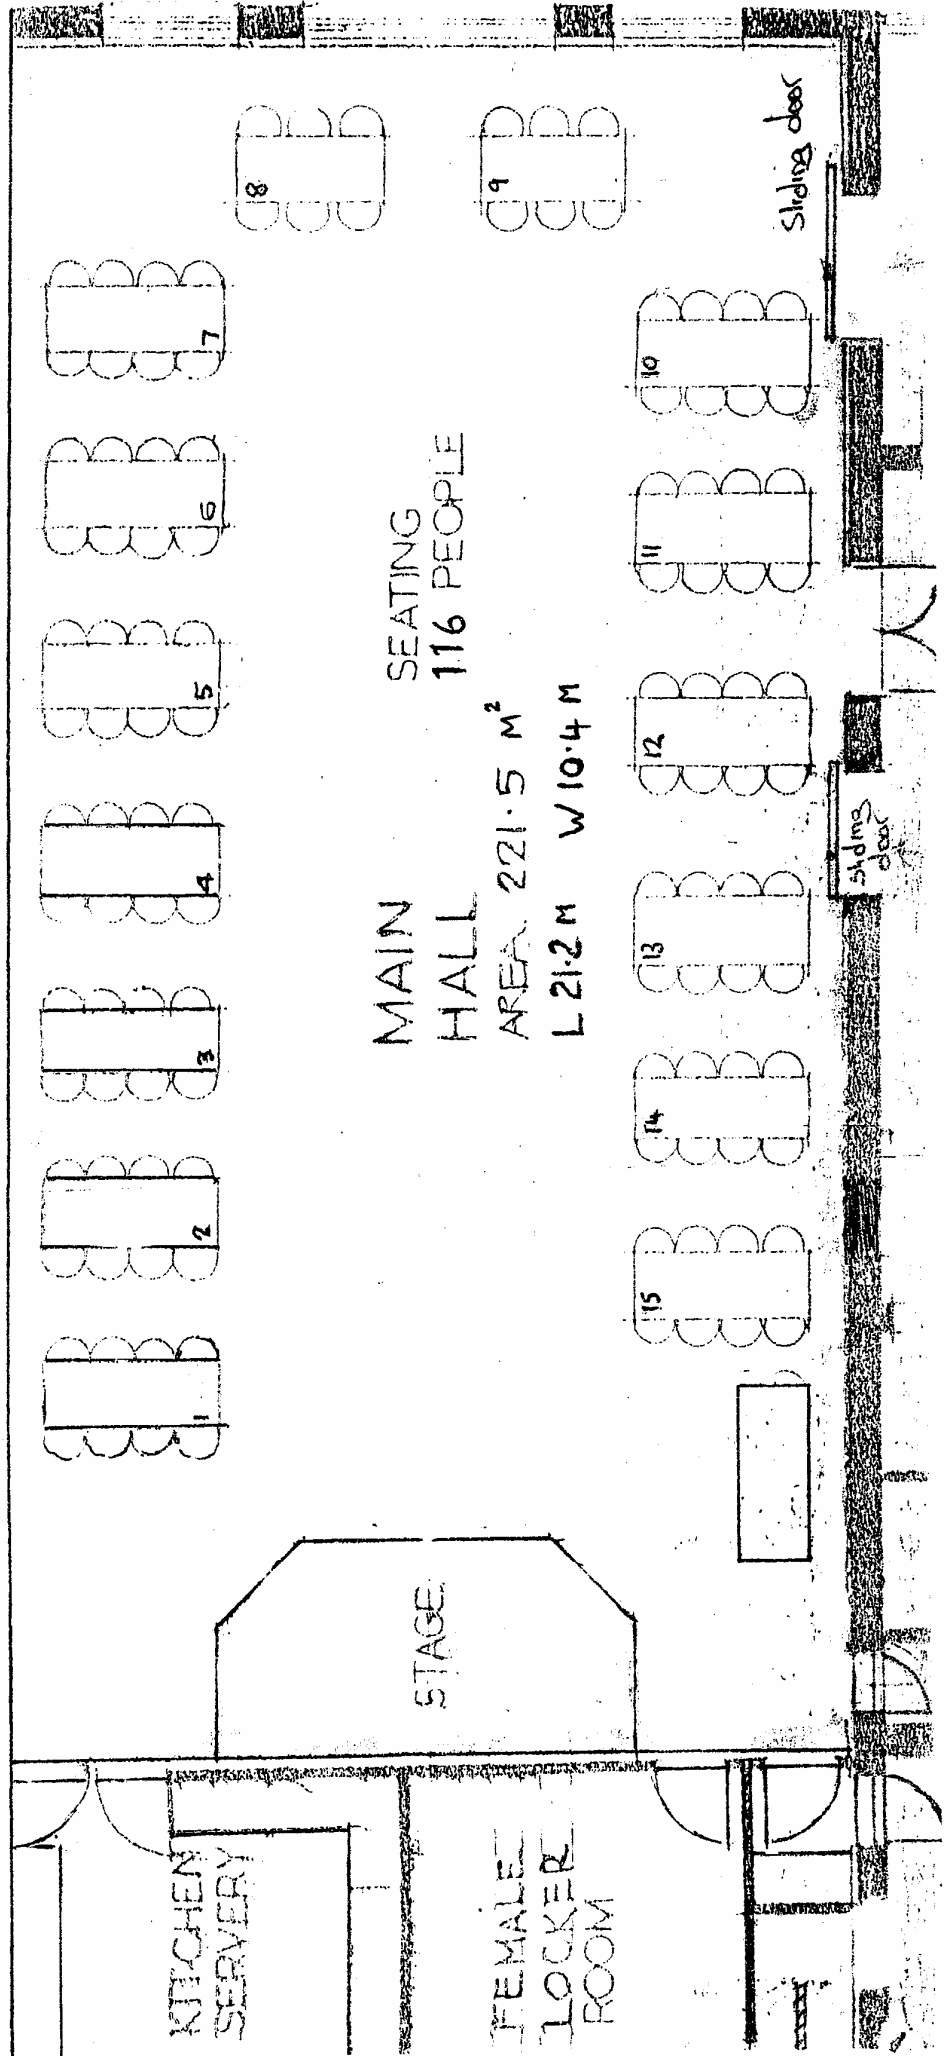 Sliding door
8
9
7
10
6
11
SEATING
116 PEOPLE
5
12
MAIN
HALL
AREA. 221.5 M²
L 21.2 M W 10.4 M
4
Sliding
door
13
3
14
2
15
1
STAGE
KITCHEN
SERVERY
FEMALE
LOCKER
ROOM